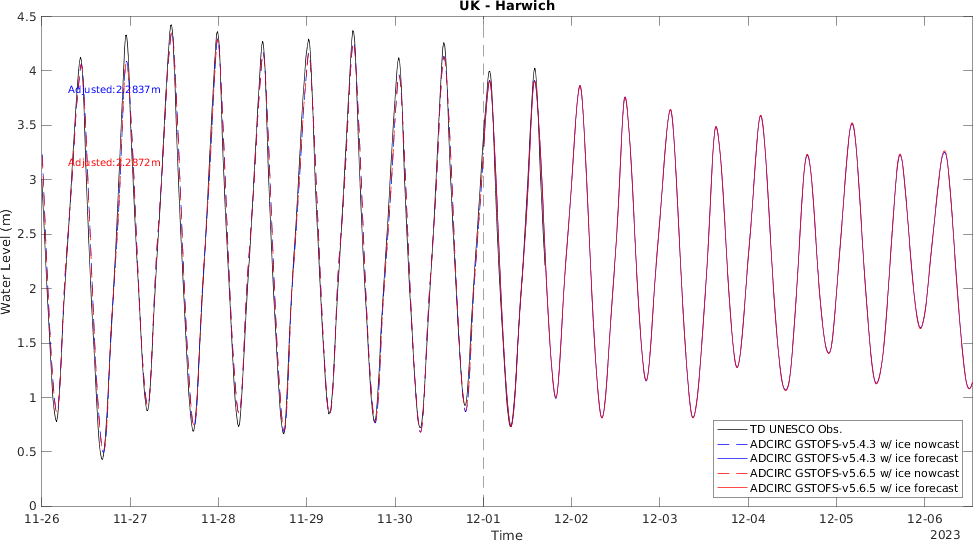 UK - Harwich
4.5
4
3.5
3
2.5
2
1.5
1
0.5
0
Water Level (m)
Adjusted:2.2837m
Adjusted:2.2872m
TD UNESCO Obs.
ADCIRC GSTOFS-v5.4.3 w/ ice nowcast
ADCIRC GSTOFS-v5.4.3 w/ ice forecast
ADCIRC GSTOFS-v5.6.5 w/ ice nowcast
ADCIRC GSTOFS-v5.6.5 w/ ice forecast
11-26 11-27 11-28 11-29 11-30 12-01 12-02 12-03 12-04 12-05 12-06
Time
2023